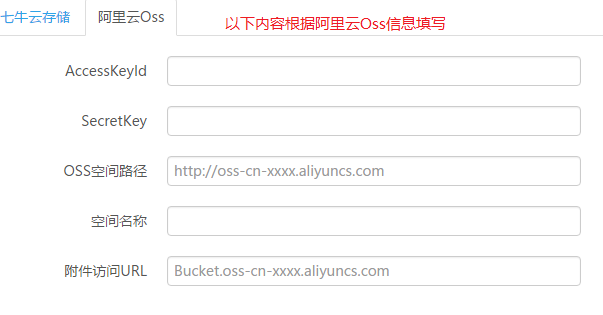 七牛云存储 阿里云Oss 以下内容根据阿里云Oss信息填写
AccessKeyId
SecretKey
OSS空间路径 http://oss-cn-xxxx.aliyuncs.com
空间名称
附件访问URL Bucket.oss-cn-xxxx.aliyuncs.com